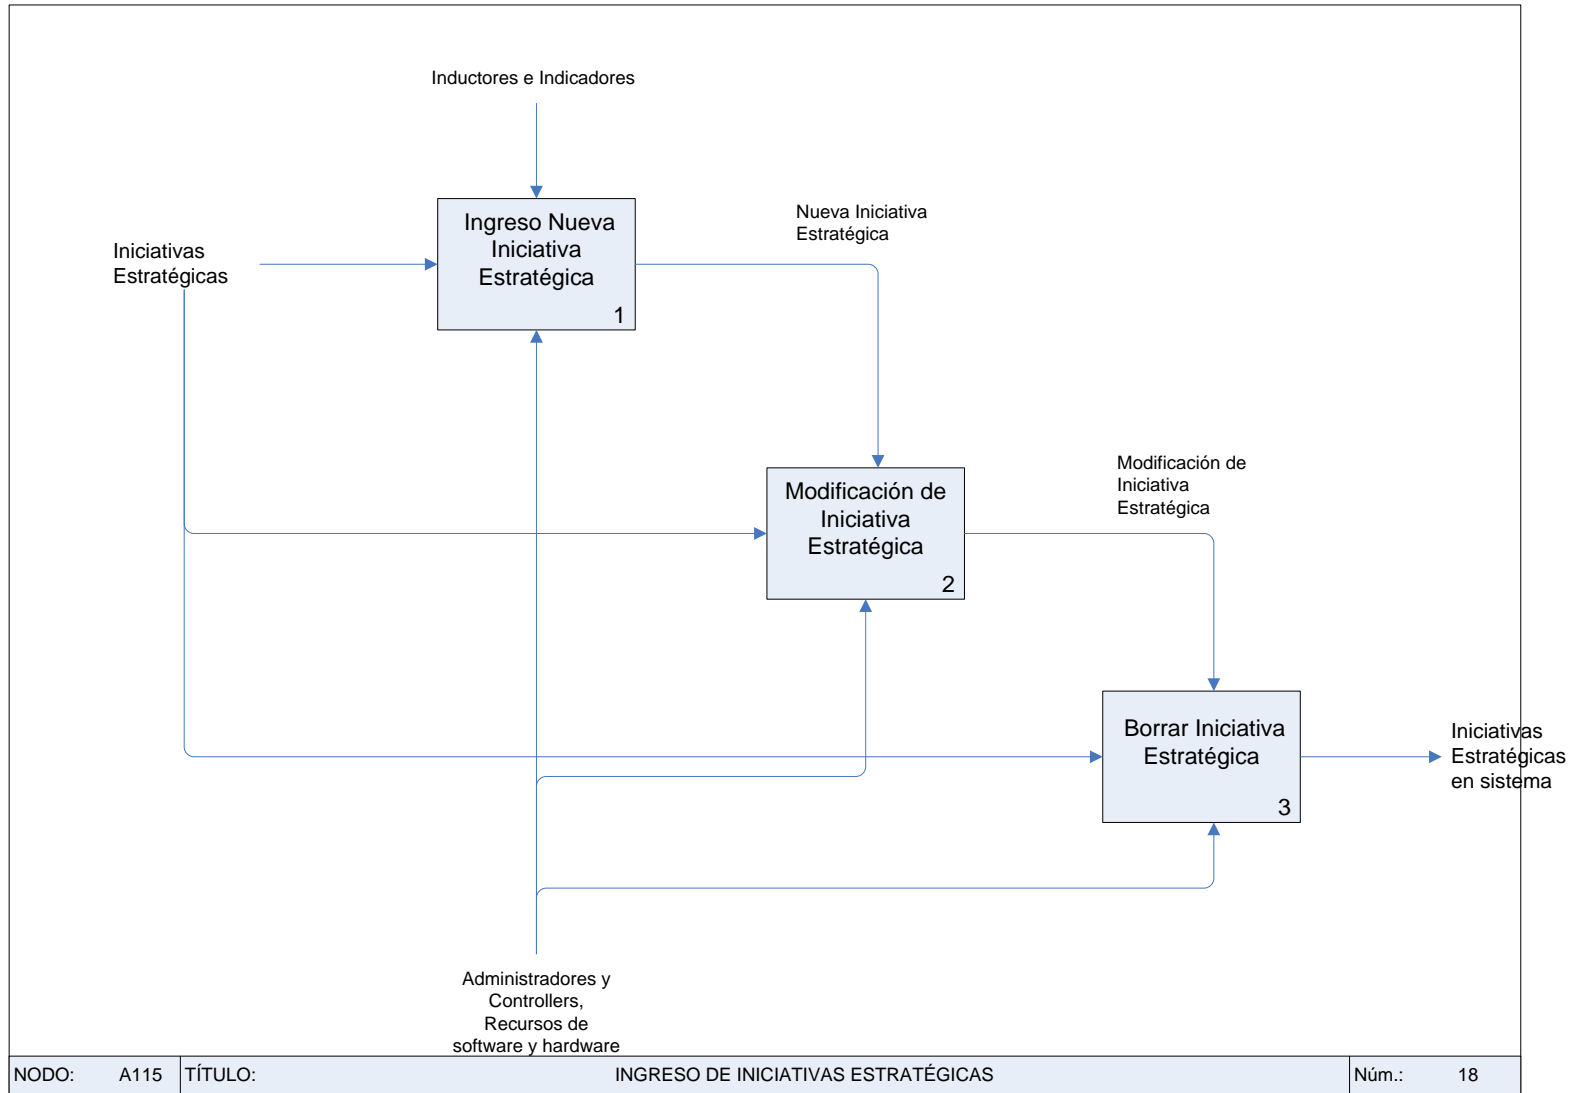 Inductores e Indicadores
Ingreso Nueva
Iniciativa
Estratégica
1
Nueva Iniciativa
Estratégica
Iniciativas
Estratégicas
Modificación de
Iniciativa
Estratégica
2
Modificación de
Iniciativa
Estratégica
Borrar Iniciativa
Estratégica
3
Iniciativas
Estratégicas
en sistema
Administradores y
Controllers,
Recursos de
software y hardware
NODO: A115 TÍTULO: INGRESO DE INICIATIVAS ESTRATÉGICAS Núm.: 18